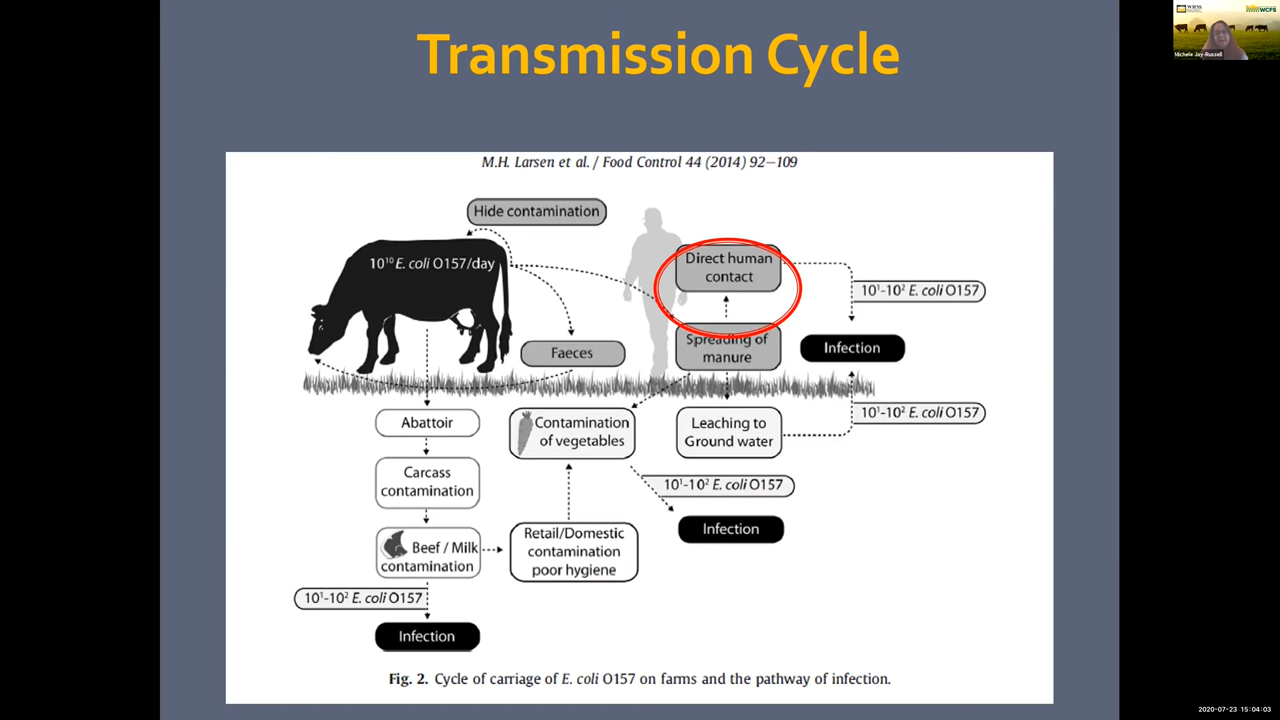 Transmission Cycle
WCFS
Michele Jay-Russell
M.H. Larsen et al. / Food Control 44 (2014) 92–109
Hide contamination
10¹⁰ E. coli O157/day
Direct human
contact
10¹-10² E. coli O157
Faeces
Spreading of
manure
Infection
Abattoir
Contamination
of vegetables
Leaching to
Ground water
10¹-10² E. coli O157
Carcass
contamination
10¹-10² E. coli O157
Infection
Beef / Milk
contamination
Retail/Domestic
contamination
poor hygiene
10¹-10² E. coli O157
Infection
Fig. 2. Cycle of carriage of E. coli O157 on farms and the pathway of infection.
2020-07-23 15:04:03